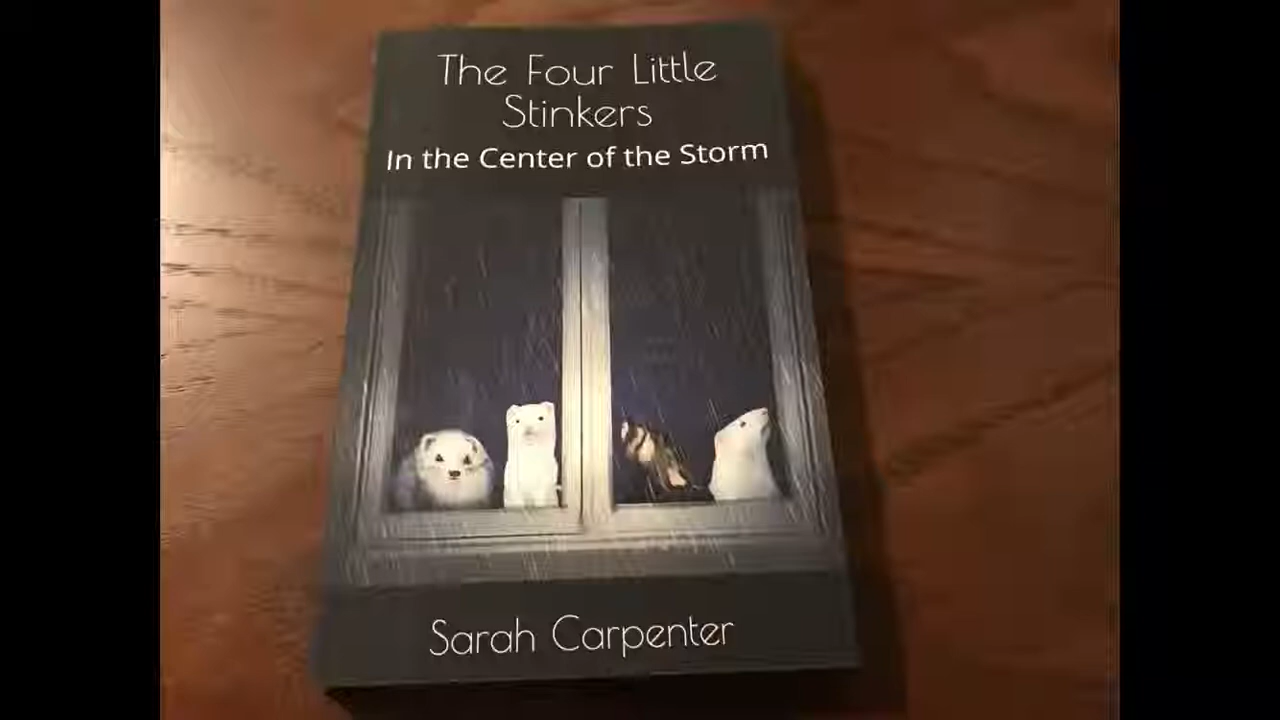 The Four Little
Stinkers
In the Center of the Storm
Sarah Carpenter